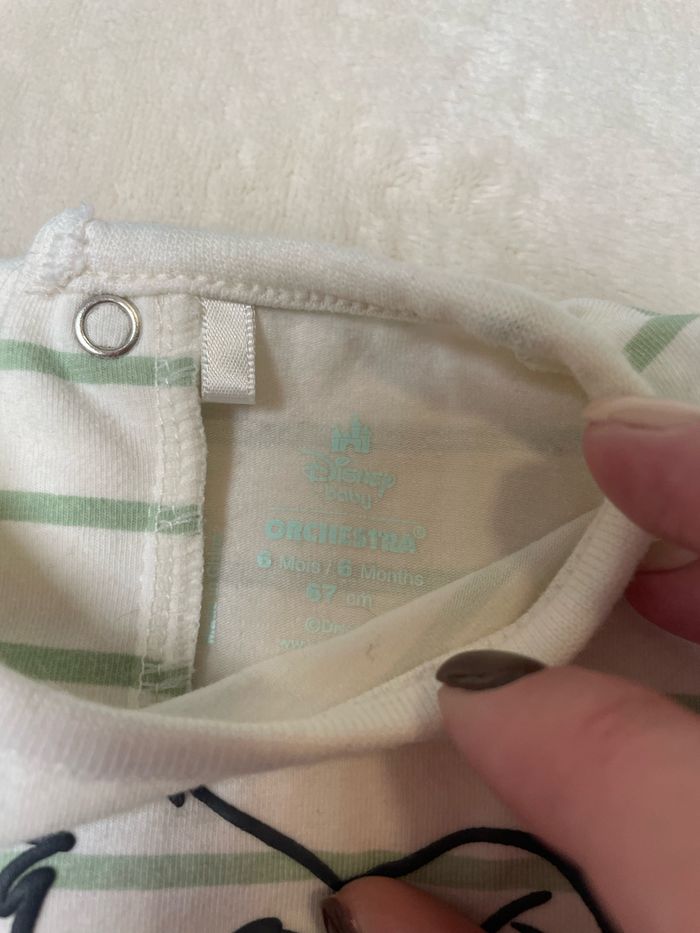 Disney
baby
ORCHESTRA®
6 Mois / 6 Months
67 cm